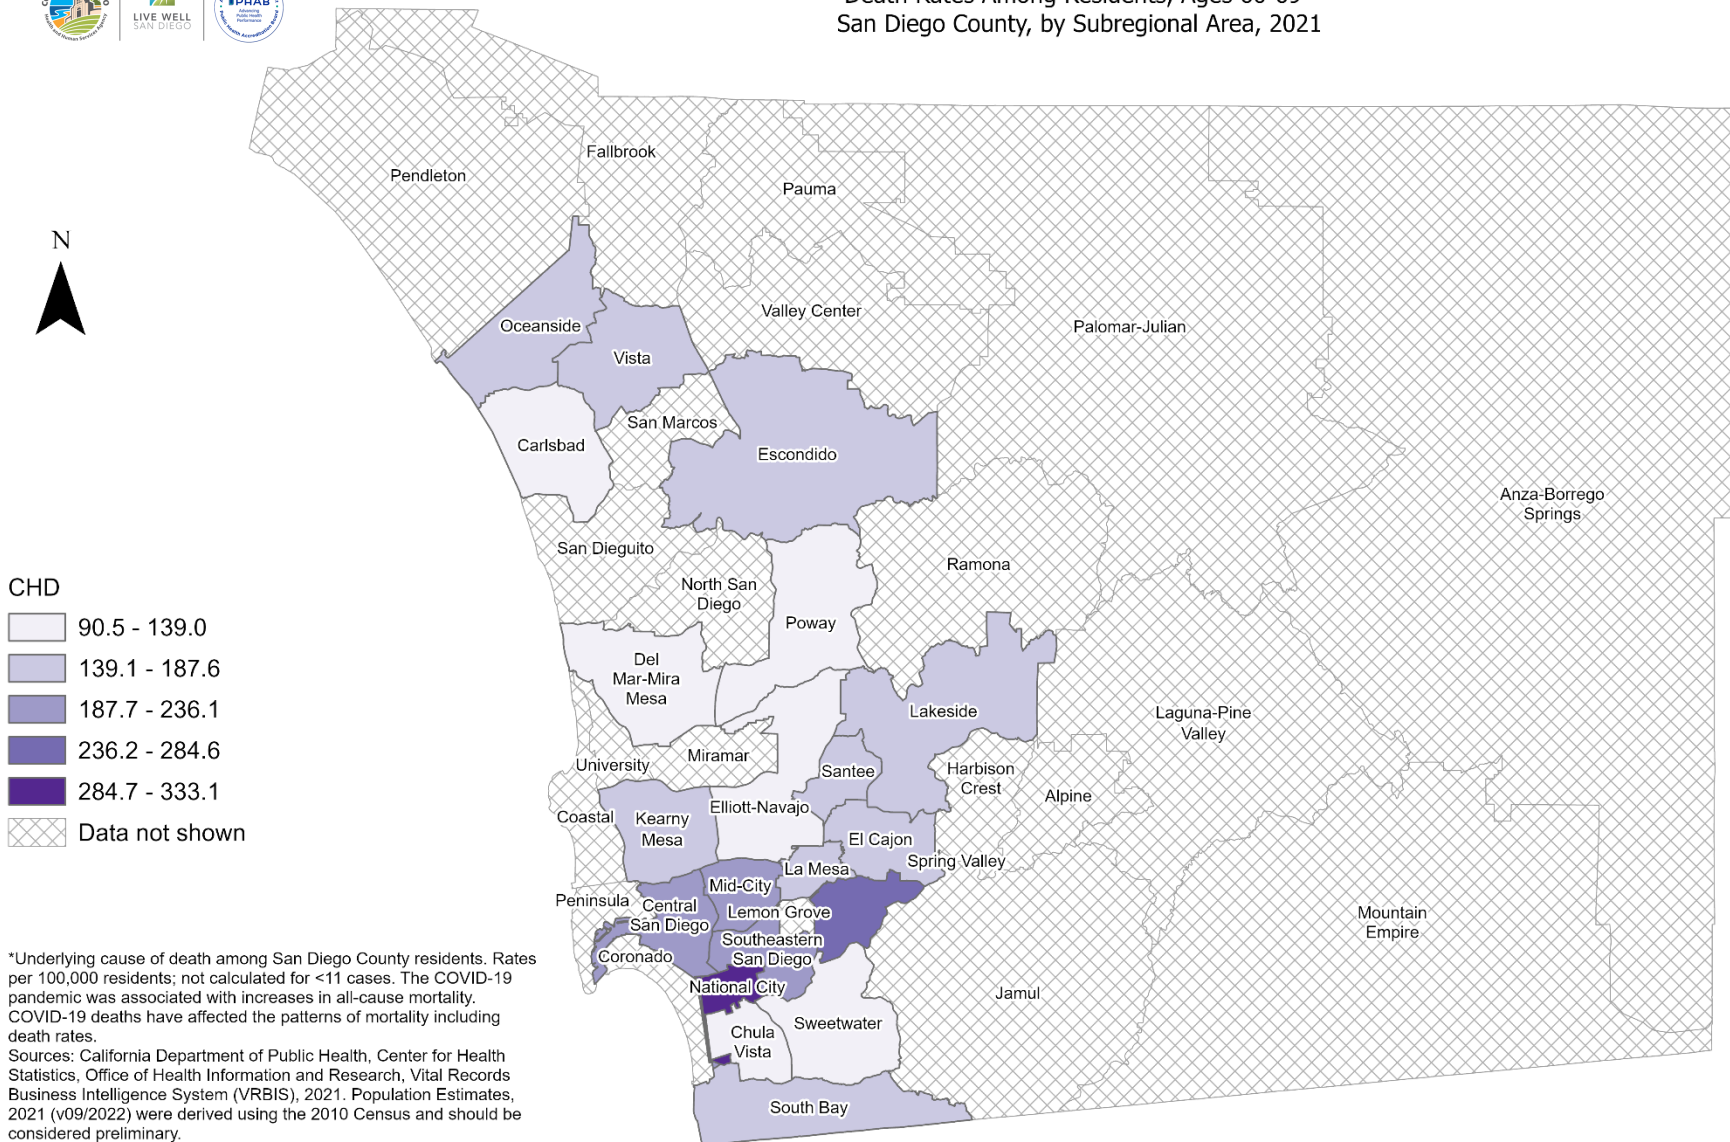 LIVE WELL
SAN DIEGO
PHAB
Advancing
Public Health
Performance
San Diego County, by Subregional Area, 2021
Pendleton
Fallbrook
Pauma
N
Oceanside
Vista
Valley Center
Palomar-Julian
San Marcos
Carlsbad
Escondido
Anza-Borrego
Springs
San Dieguito
North San
Diego
Ramona
Poway
CHD
90.5 - 139.0
139.1 - 187.6
187.7 - 236.1
236.2 - 284.6
284.7 - 333.1
Data not shown
Del
Mar-Mira
Mesa
Lakeside
Laguna-Pine
Valley
Miramar
University
Santee
Harbison
Crest
Alpine
Coastal
Kearny
Mesa
Elliott-Navajo
El Cajon
Spring Valley
La Mesa
Mid-City
Peninsula
Central
San Diego
Lemon Grove
Mountain
Empire
Southeastern
San Diego
Coronado
National City
Jamul
Chula
Vista
Sweetwater
South Bay
*Underlying cause of death among San Diego County residents. Rates
per 100,000 residents; not calculated for <11 cases. The COVID-19
pandemic was associated with increases in all-cause mortality.
COVID-19 deaths have affected the patterns of mortality including
death rates.
Sources: California Department of Public Health, Center for Health
Statistics, Office of Health Information and Research, Vital Records
Business Intelligence System (VRBIS), 2021. Population Estimates,
2021 (v09/2022) were derived using the 2010 Census and should be
considered preliminary.